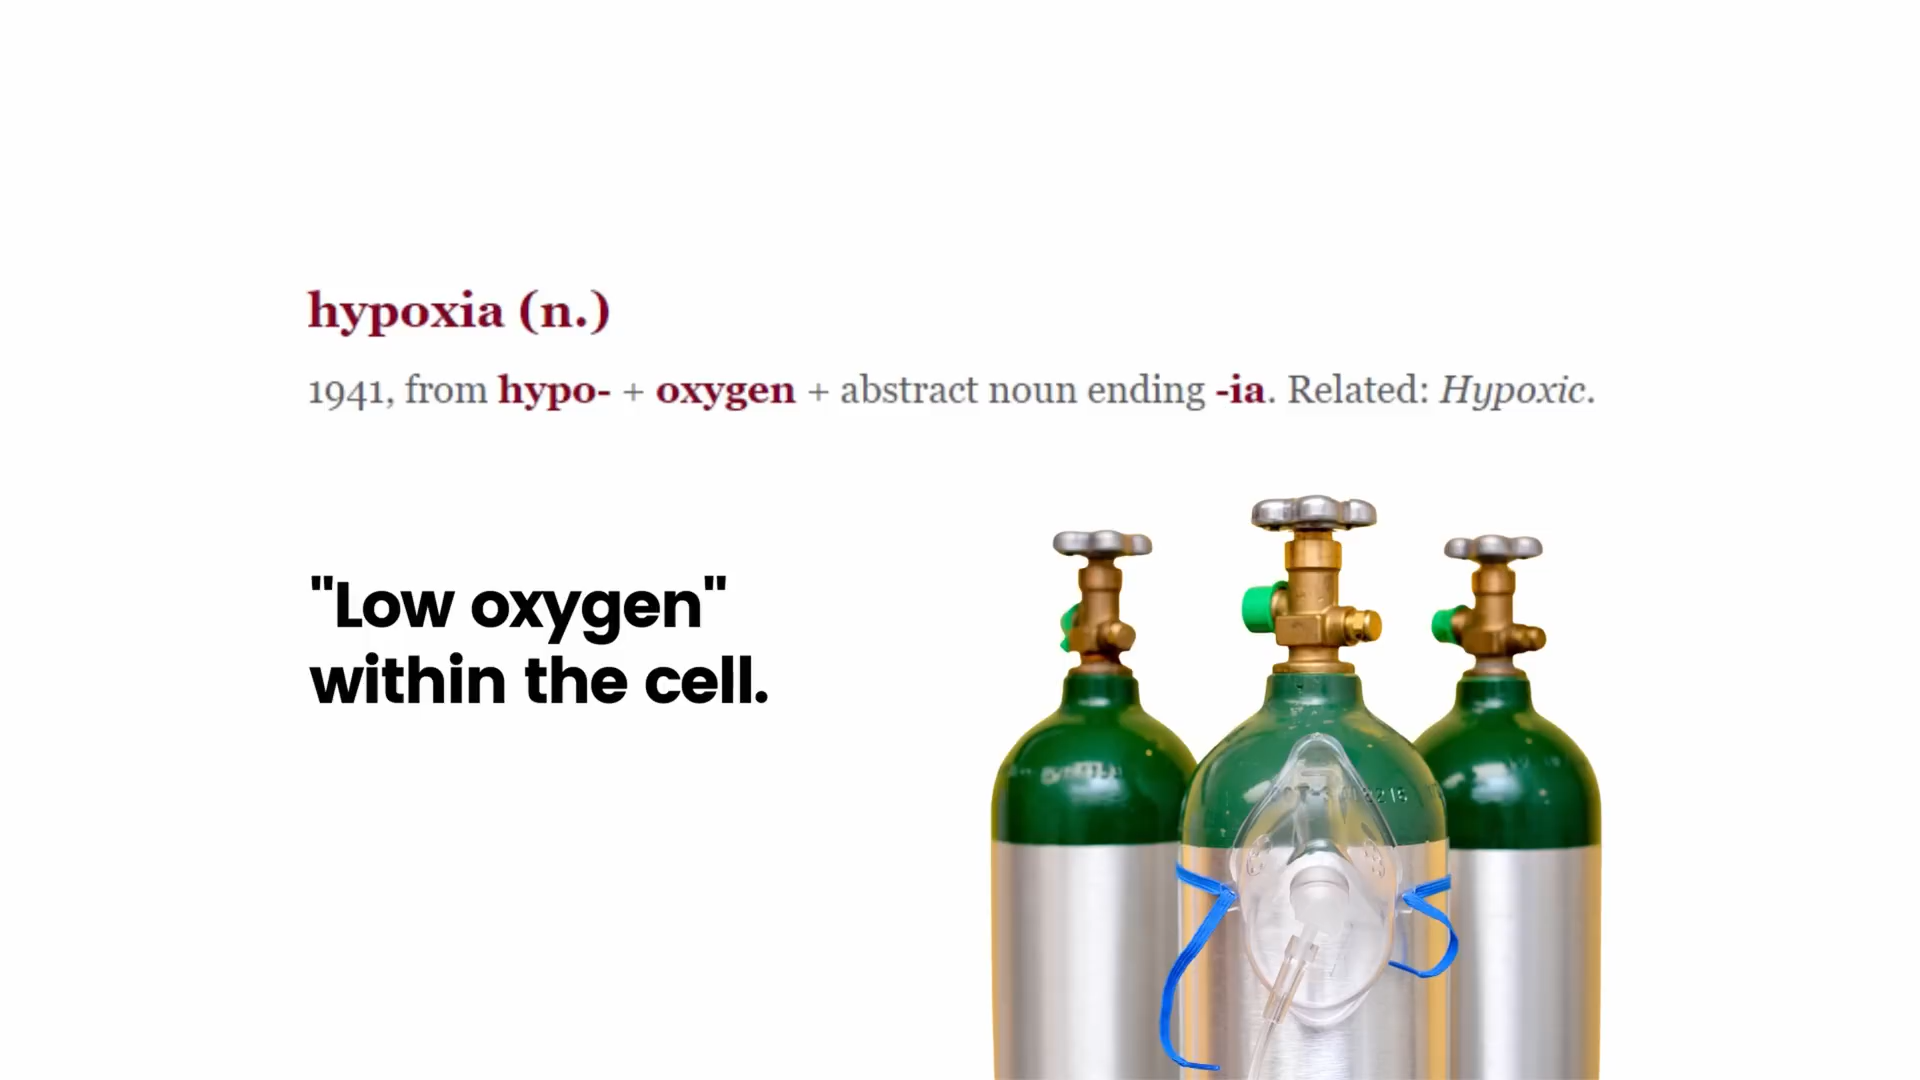 hypoxia (n.)
1941, from hypo- + oxygen + abstract noun ending -ia. Related: Hypoxic.
"Low oxygen"
within the cell.